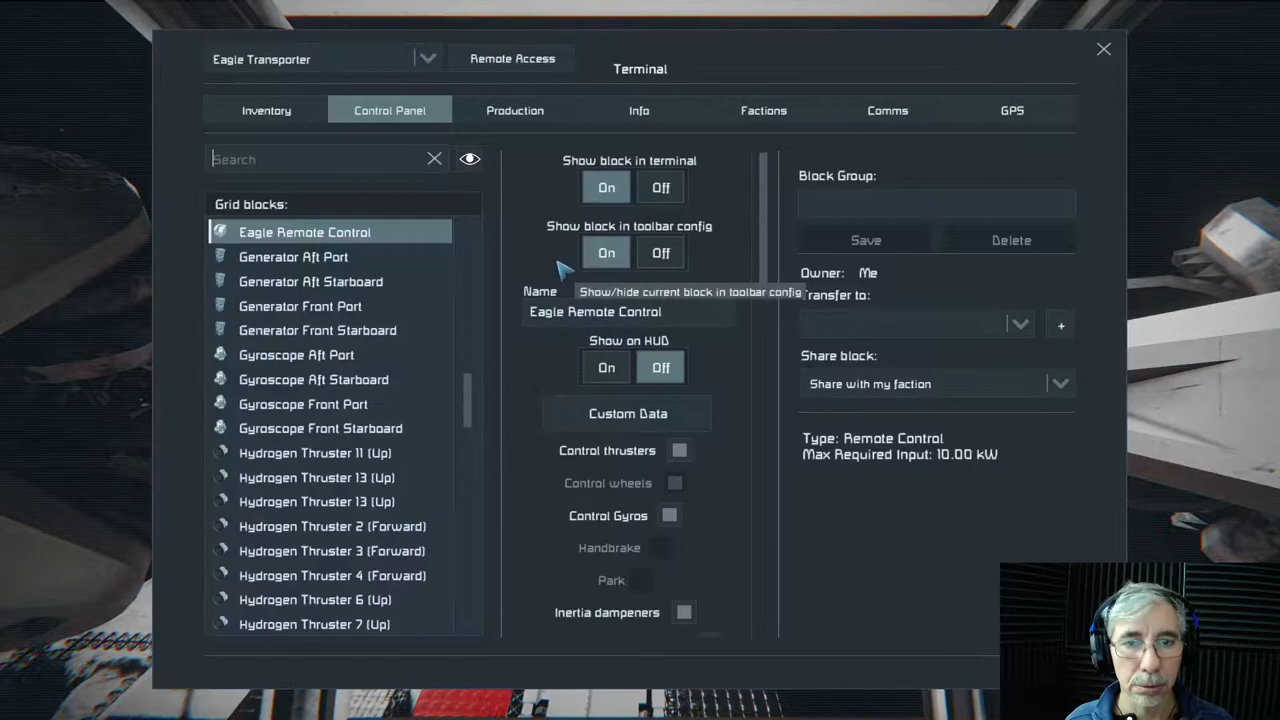 Eagle Transporter
Remote Access
Terminal
Inventory
Control Panel
Production
Info
Factions
Comms
GPS
Search
Grid blocks:
Eagle Remote Control
Generator Aft Port
Generator Aft Starboard
Generator Front Port
Generator Front Starboard
Gyroscope Aft Port
Gyroscope Aft Starboard
Gyroscope Front Port
Gyroscope Front Starboard
Hydrogen Thruster 11 (Up)
Hydrogen Thruster 13 (Up)
Hydrogen Thruster 13 (Up)
Hydrogen Thruster 2 (Forward)
Hydrogen Thruster 3 (Forward)
Hydrogen Thruster 4 (Forward)
Hydrogen Thruster 6 (Up)
Hydrogen Thruster 7 (Up)
Show block in terminal
On Off
Show block in toolbar config
On Off
Name
Show/hide current block in toolbar config
Eagle Remote Control
Show on HUD
On Off
Custom Data
Control thrusters
Control wheels
Control Gyros
Handbrake
Park
Inertia dampeners
Block Group:
Save
Delete
Owner: Me
Transfer to:
+
Share block:
Share with my faction
Type: Remote Control
Max Required Input: 10.00 kW